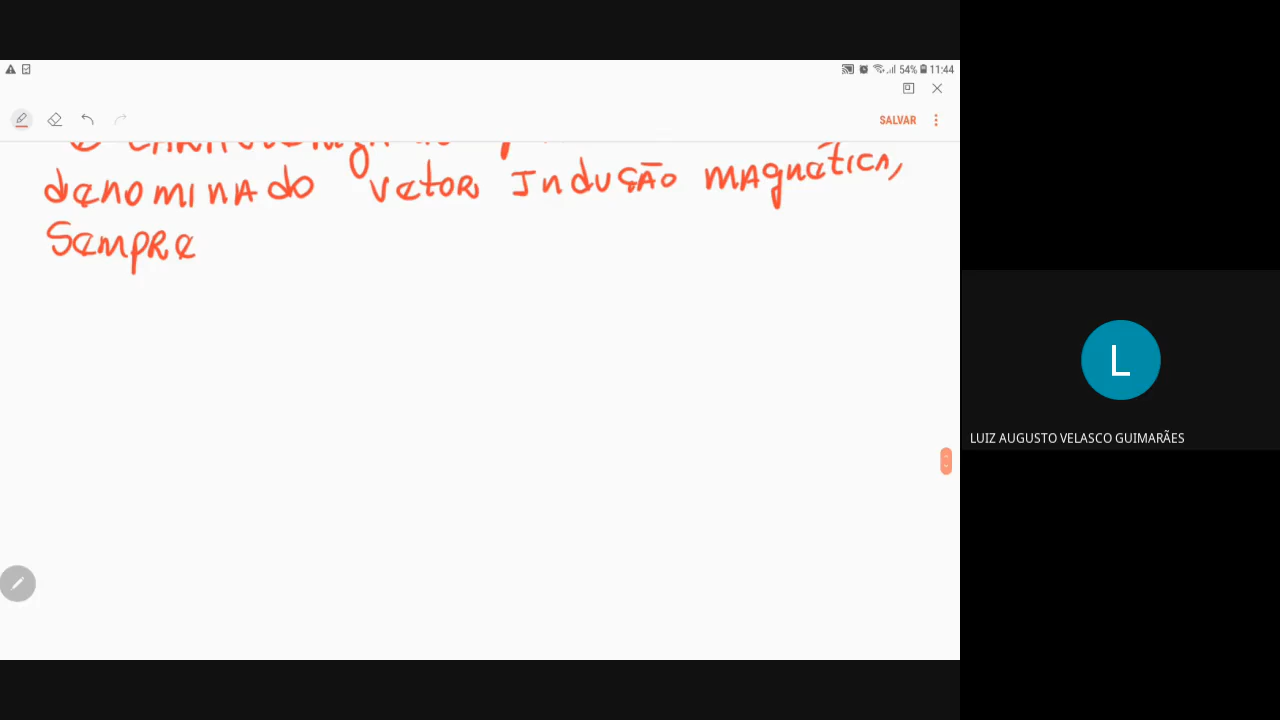 54% 11:44
SALVAR
denominado vetor Indução magnética,
Sempre
L
LUIZ AUGUSTO VELASCO GUIMARÃES